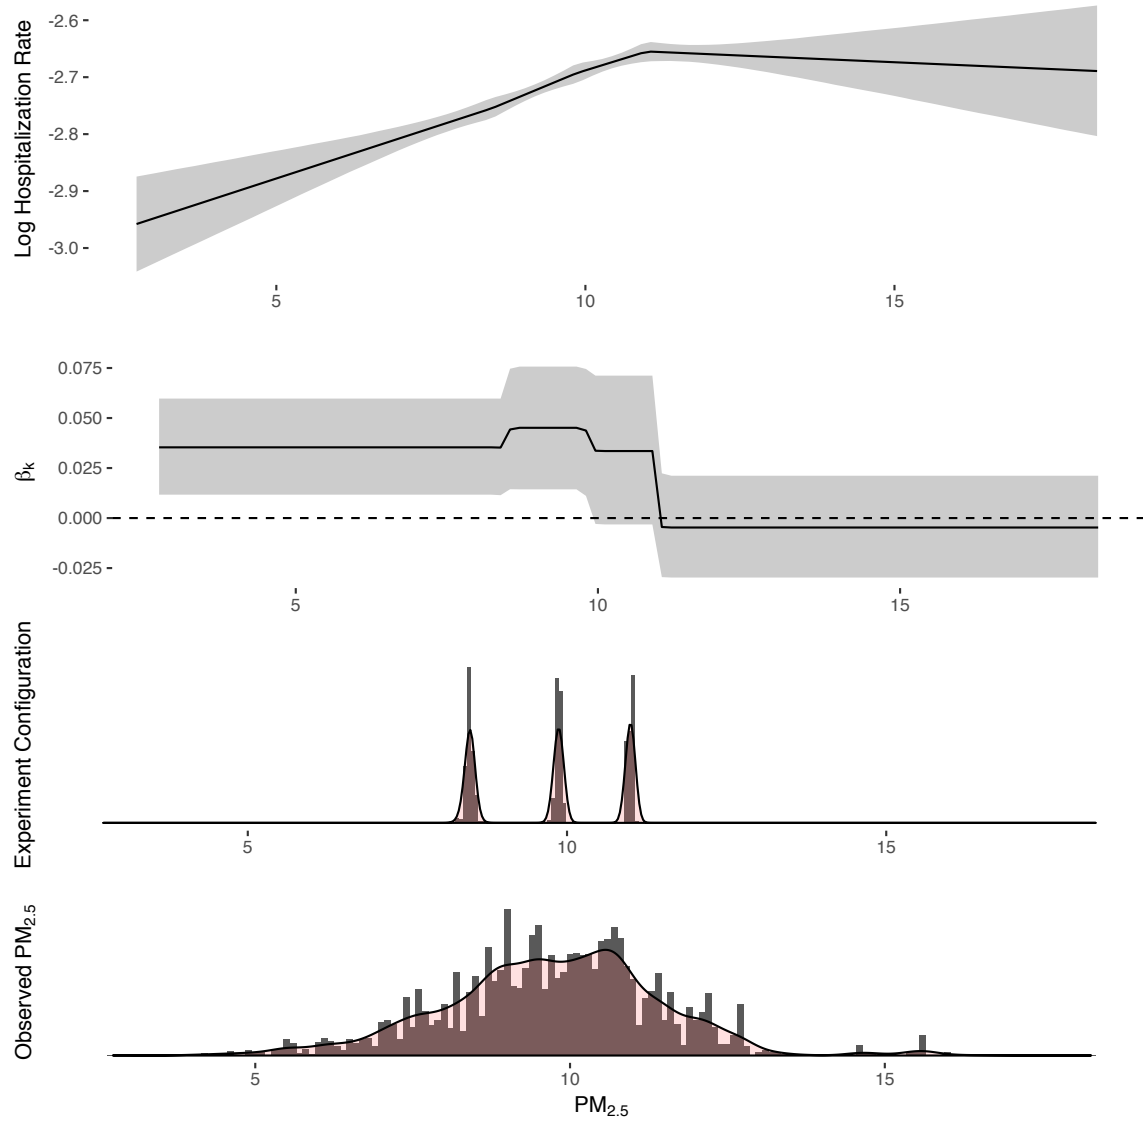 Log Hospitalization Rate
-2.6
-2.7
-2.8
-2.9
-3.0
5 10 15
βk
0.075
0.050
0.025
0.000
-0.025
5 10 15
Experiment Configuration
5 10 15
Observed PM2.5
5 10 15
PM2.5